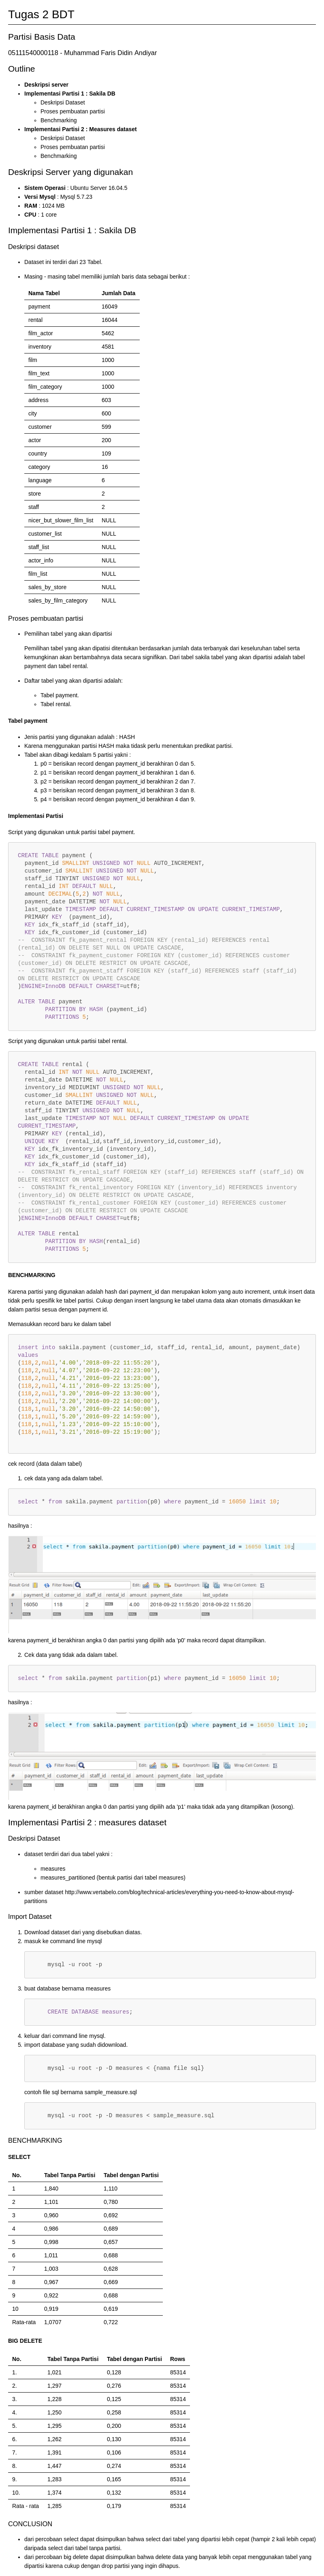 Tugas 2 BDT
Partisi Basis Data
05111540000118 - Muhammad Faris Didin Andiyar
Outline
• Deskripsi server
• Implementasi Partisi 1 : Sakila DB
◦ Deskripsi Dataset
◦ Proses pembuatan partisi
◦ Benchmarking
• Implementasi Partisi 2 : Measures dataset
◦ Deskripsi Dataset
◦ Proses pembuatan partisi
◦ Benchmarking
Deskripsi Server yang digunakan
• Sistem Operasi : Ubuntu Server 16.04.5
• Versi Mysql : Mysql 5.7.23
• RAM : 1024 MB
• CPU : 1 core
Implementasi Partisi 1 : Sakila DB
Deskripsi dataset
• Dataset ini terdiri dari 23 Tabel.
• Masing - masing tabel memiliki jumlah baris data sebagai berikut :
Nama Tabel Jumlah Data
payment 16049
rental 16044
film_actor 5462
inventory 4581
film 1000
film_text 1000
film_category 1000
address 603
city 600
customer 599
actor 200
country 109
category 16
language 6
store 2
staff 2
nicer_but_slower_film_list NULL
customer_list NULL
staff_list NULL
actor_info NULL
film_list NULL
sales_by_store NULL
sales_by_film_category NULL
Proses pembuatan partisi
• Pemilihan tabel yang akan dipartisi
Pemilihan tabel yang akan dipatisi ditentukan berdasarkan jumlah data terbanyak dari keseluruhan tabel serta
kemungkinan akan bertambahnya data secara signifikan. Dari tabel sakila tabel yang akan dipartisi adalah tabel
payment dan tabel rental.
• Daftar tabel yang akan dipartisi adalah:
◦ Tabel payment.
◦ Tabel rental.
Tabel payment
• Jenis partisi yang digunakan adalah : HASH
• Karena menggunakan partisi HASH maka tidak perlu menentukan predikat partisi.
• Tabel akan dibagi kedalam 5 partisi yakni :
1. p0 = berisikan record dengan payment_id berakhiran 0 dan 5.
2. p1 = berisikan record dengan payment_id berakhiran 1 dan 6.
3. p2 = berisikan record dengan payment_id berakhiran 2 dan 7.
4. p3 = berisikan record dengan payment_id berakhiran 3 dan 8.
5. p4 = berisikan record dengan payment_id berakhiran 4 dan 9.
Implementasi Partisi
Script yang digunakan untuk partisi tabel payment.
CREATE TABLE payment (
payment_id SMALLINT UNSIGNED NOT NULL AUTO_INCREMENT,
customer_id SMALLINT UNSIGNED NOT NULL,
staff_id TINYINT UNSIGNED NOT NULL,
rental_id INT DEFAULT NULL,
amount DECIMAL(5,2) NOT NULL,
payment_date DATETIME NOT NULL,
last_update TIMESTAMP DEFAULT CURRENT_TIMESTAMP ON UPDATE CURRENT_TIMESTAMP,
PRIMARY KEY (payment_id),
KEY idx_fk_staff_id (staff_id),
KEY idx_fk_customer_id (customer_id)
-- CONSTRAINT fk_payment_rental FOREIGN KEY (rental_id) REFERENCES rental
(rental_id) ON DELETE SET NULL ON UPDATE CASCADE,
-- CONSTRAINT fk_payment_customer FOREIGN KEY (customer_id) REFERENCES customer
(customer_id) ON DELETE RESTRICT ON UPDATE CASCADE,
-- CONSTRAINT fk_payment_staff FOREIGN KEY (staff_id) REFERENCES staff (staff_id)
ON DELETE RESTRICT ON UPDATE CASCADE
)ENGINE=InnoDB DEFAULT CHARSET=utf8;
ALTER TABLE payment
PARTITION BY HASH (payment_id)
PARTITIONS 5;
Script yang digunakan untuk partisi tabel rental.
CREATE TABLE rental (
rental_id INT NOT NULL AUTO_INCREMENT,
rental_date DATETIME NOT NULL,
inventory_id MEDIUMINT UNSIGNED NOT NULL,
customer_id SMALLINT UNSIGNED NOT NULL,
return_date DATETIME DEFAULT NULL,
staff_id TINYINT UNSIGNED NOT NULL,
last_update TIMESTAMP NOT NULL DEFAULT CURRENT_TIMESTAMP ON UPDATE
CURRENT_TIMESTAMP,
PRIMARY KEY (rental_id),
UNIQUE KEY (rental_id,staff_id,inventory_id,customer_id),
KEY idx_fk_inventory_id (inventory_id),
KEY idx_fk_customer_id (customer_id),
KEY idx_fk_staff_id (staff_id)
-- CONSTRAINT fk_rental_staff FOREIGN KEY (staff_id) REFERENCES staff (staff_id) ON
DELETE RESTRICT ON UPDATE CASCADE,
-- CONSTRAINT fk_rental_inventory FOREIGN KEY (inventory_id) REFERENCES inventory
(inventory_id) ON DELETE RESTRICT ON UPDATE CASCADE,
-- CONSTRAINT fk_rental_customer FOREIGN KEY (customer_id) REFERENCES customer
(customer_id) ON DELETE RESTRICT ON UPDATE CASCADE
)ENGINE=InnoDB DEFAULT CHARSET=utf8;
ALTER TABLE rental
PARTITION BY HASH(rental_id)
PARTITIONS 5;
BENCHMARKING
Karena partisi yang digunakan adalah hash dari payment_id dan merupakan kolom yang auto increment, untuk insert data
tidak perlu spesifik ke tabel partisi. Cukup dengan insert langsung ke tabel utama data akan otomatis dimasukkan ke
dalam partisi sesua dengan payment id.
Memasukkan record baru ke dalam tabel
insert into sakila.payment (customer_id, staff_id, rental_id, amount, payment_date)
values
(118,2,null,'4.00','2018-09-22 11:55:20'),
(118,2,null,'4.07','2016-09-22 12:23:00'),
(118,2,null,'4.21','2016-09-22 13:23:00'),
(118,2,null,'4.11','2016-09-22 13:25:00'),
(118,2,null,'3.20','2016-09-22 13:30:00'),
(118,2,null,'2.20','2016-09-22 14:00:00'),
(118,1,null,'3.20','2016-09-22 14:50:00'),
(118,1,null,'5.20','2016-09-22 14:59:00'),
(118,1,null,'1.23','2016-09-22 15:10:00'),
(118,1,null,'3.21','2016-09-22 15:19:00');
cek record (data dalam tabel)
1. cek data yang ada dalam tabel.
select * from sakila.payment partition(p0) where payment_id = 16050 limit 10;
hasilnya :
1
2 select * from sakila.payment partition(p0) where payment_id = 16050 limit 10;
Result Grid Filter Rows: Edit: Export/Import: Wrap Cell Content:
# payment_id customer_id staff_id rental_id amount payment_date last_update
1 16050 118 2 NULL 4.00 2018-09-22 11:55:20 2018-09-22 11:55:20
* NULL NULL NULL NULL NULL NULL NULL
karena payment_id berakhiran angka 0 dan partisi yang dipilih ada 'p0' maka record dapat ditampilkan.
2. Cek data yang tidak ada dalam tabel.
select * from sakila.payment partition(p1) where payment_id = 16050 limit 10;
hasilnya :
1
2 select * from sakila.payment partition(p1) where payment_id = 16050 limit 10;
Result Grid Filter Rows: Edit: Export/Import: Wrap Cell Content:
# payment_id customer_id staff_id rental_id amount payment_date last_update
* NULL NULL NULL NULL NULL NULL NULL
karena payment_id berakhiran angka 0 dan partisi yang dipilih ada 'p1' maka tidak ada yang ditampilkan (kosong).
Implementasi Partisi 2 : measures dataset
Deskripsi Dataset
• dataset terdiri dari dua tabel yakni :
◦ measures
◦ measures_partitioned (bentuk partisi dari tabel measures)
• sumber dataset http://www.vertabelo.com/blog/technical-articles/everything-you-need-to-know-about-mysql-
partitions
Import Dataset
1. Download dataset dari yang disebutkan diatas.
2. masuk ke command line mysql
mysql -u root -p
3. buat database bernama measures
CREATE DATABASE measures;
4. keluar dari command line mysql.
5. import database yang sudah didownload.
mysql -u root -p -D measures < {nama file sql}
contoh file sql bernama sample_measure.sql
mysql -u root -p -D measures < sample_measure.sql
BENCHMARKING
SELECT
No. Tabel Tanpa Partisi Tabel dengan Partisi
1 1,840 1,110
2 1,101 0,780
3 0,960 0,692
4 0,986 0,689
5 0,998 0,657
6 1,011 0,688
7 1,003 0,628
8 0,967 0,669
9 0,922 0,688
10 0,919 0,619
Rata-rata 1,0707 0,722
BIG DELETE
No. Tabel Tanpa Partisi Tabel dengan Partisi Rows
1. 1,021 0,128 85314
2. 1,297 0,276 85314
3. 1,228 0,125 85314
4. 1,250 0,258 85314
5. 1,295 0,200 85314
6. 1,262 0,130 85314
7. 1,391 0,106 85314
8. 1,447 0,274 85314
9. 1,283 0,165 85314
10. 1,374 0,132 85314
Rata - rata 1,285 0,179 85314
CONCLUSION
• dari percobaan select dapat disimpulkan bahwa select dari tabel yang dipartisi lebih cepat (hampir 2 kali lebih cepat)
daripada select dari tabel tanpa partisi.
• dari percobaan big delete dapat disimpulkan bahwa delete data yang banyak lebih cepat menggunakan tabel yang
dipartisi karena cukup dengan drop partisi yang ingin dihapus.